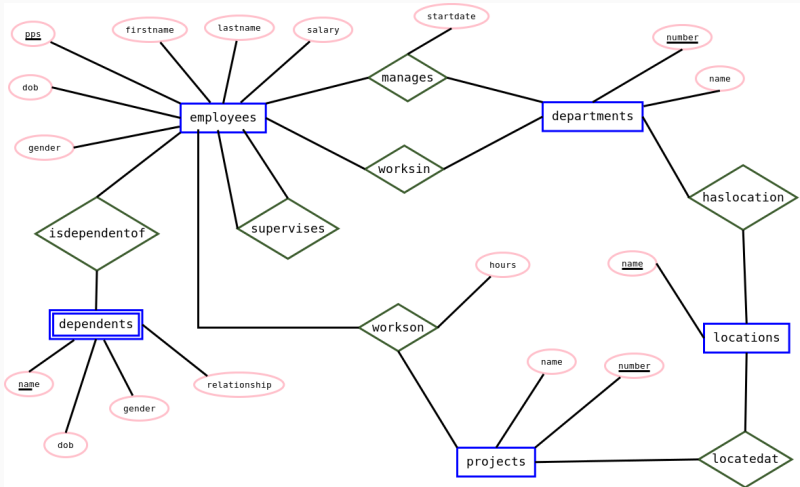 startdate
pps
firstname
lastname
salary
number
name
dob
manages
employees
departments
gender
worksin
haslocation
isdependentof
supervises
name
hours
dependents
workson
locations
name
relationship
name
number
gender
dob
projects
locatedat